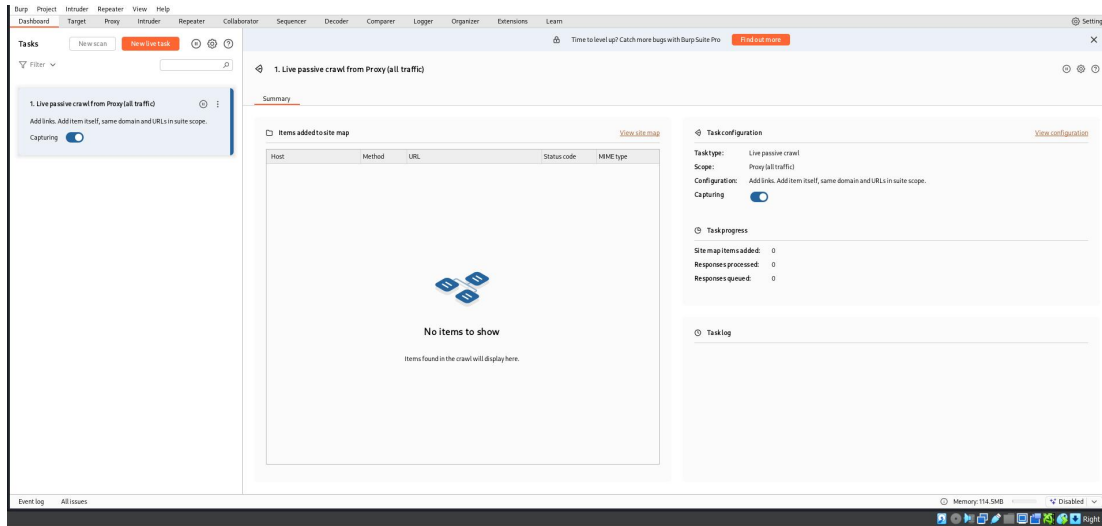 Burp Project Intruder Repeater View Help
Dashboard Target Proxy Intruder Repeater Collaborator Sequencer Decoder Comparer Logger Organizer Extensions Learn Setting
Tasks New scan New live task
Time to level up? Catch more bugs with Burp Suite Pro Find out more
Filter
1. Live passive crawl from Proxy (all traffic)
Add links. Add item itself, same domain and URLs in suite scope.
Capturing
1. Live passive crawl from Proxy (all traffic)
Summary
Items added to site map View site map
Host Method URL Status code MIME type
No items to show
Items found in the crawl will display here.
Task configuration View configuration
Task type: Live passive crawl
Scope: Proxy (all traffic)
Configuration: Add links. Add item itself, same domain and URLs in suite scope.
Capturing
Task progress
Site map items added: 0
Responses processed: 0
Responses queued: 0
Task log
Event log All issues
Memory: 114.5MB Disabled
Right